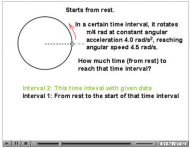 Starts from rest.
In a certain time interval, it rotates
π/4 rad at constant angular
acceleration 4.0 rad/s², reaching
angular speed 4.5 rad/s.
How much time (from rest) to
reach that time interval?
Interval 2: This time interval with given data
Interval 1: From rest to the start of that time interval